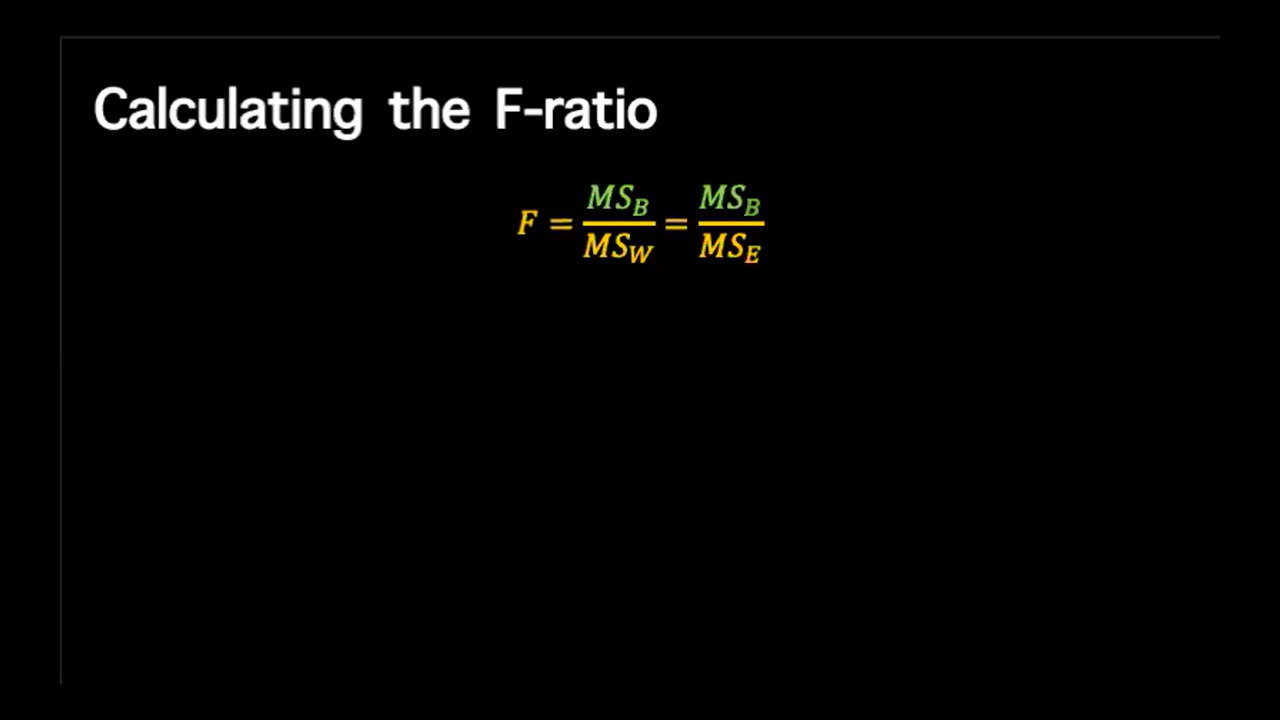 Calculating the F-ratio
F = MS_B / MS_W = MS_B / MS_E